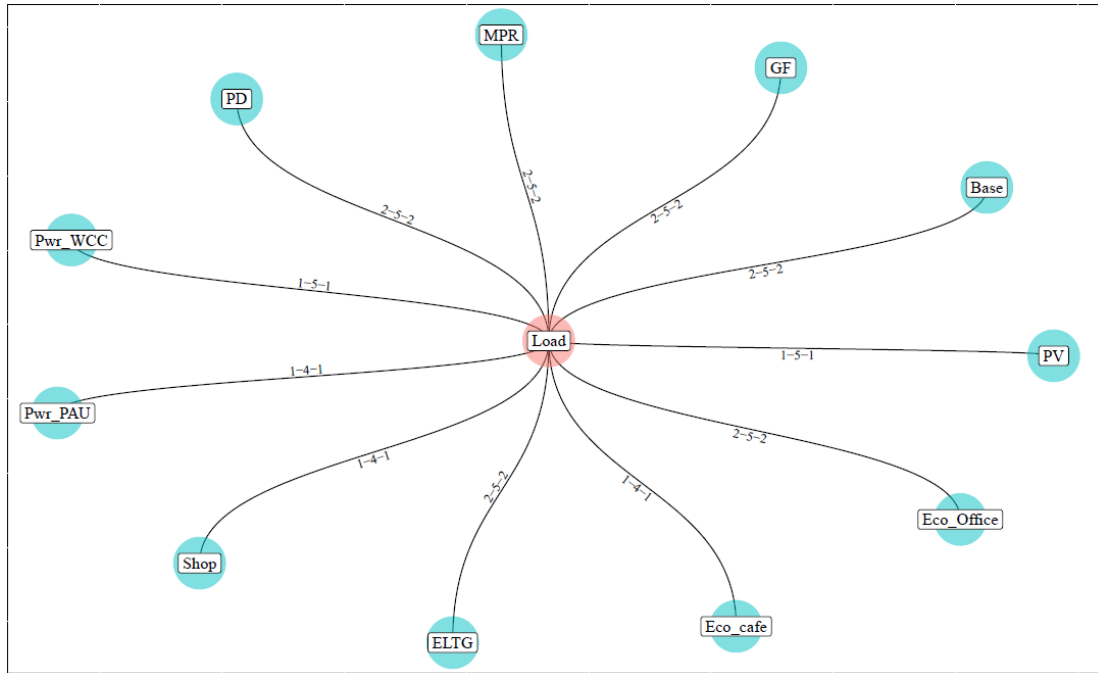 MPR
GF
PD
2−5−2
Base
2−5−2
2−5−2
Pwr_WCC
2−5−2
1−5−1
Load
1−5−1
PV
1−4−1
Pwr_PAU
2−5−2
1−4−1
2−5−2
1−4−1
Eco_Office
Shop
Eco_cafe
ELTG